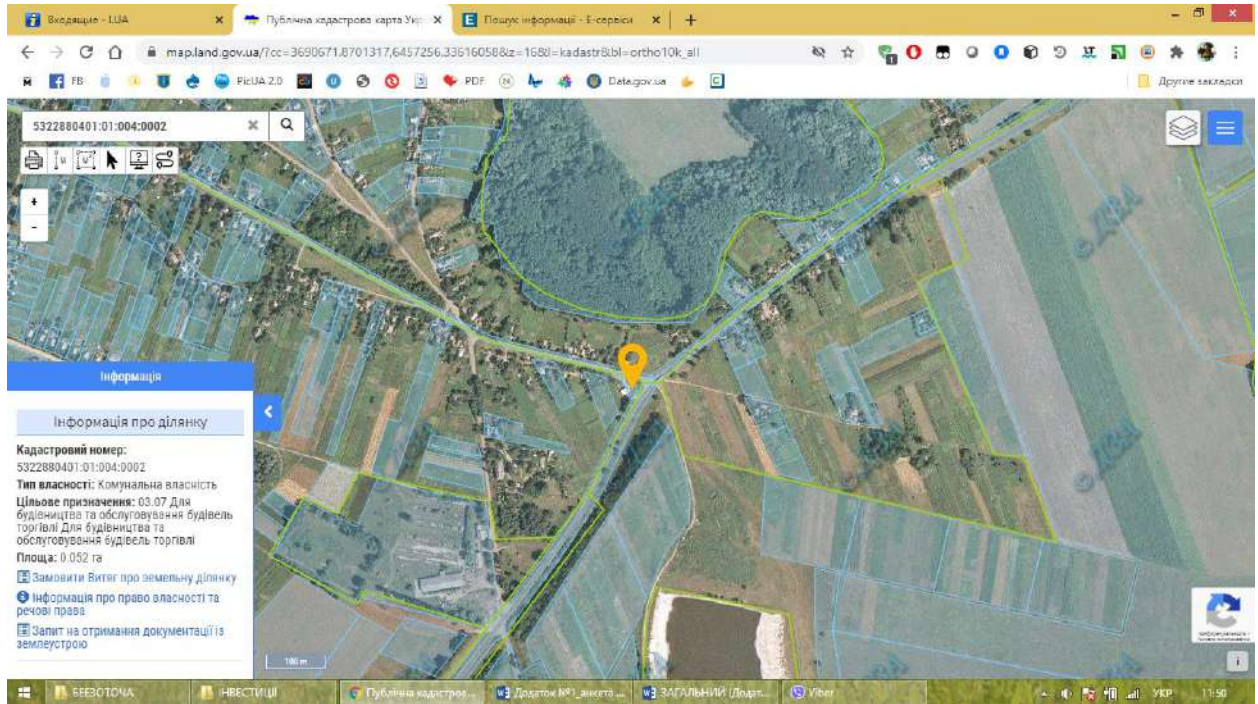 Входящие - I.UA
Публічна кадастрова карта Укр
Пошук інформації - Е-сервіси
map.land.gov.ua/?cc=3690671.8701317,6457256.33616058&z=16&l=kadastr&bl=ortho10k_all
FB
PicUA 2.0
PDF
Data.gov.ua
Другие закладки
5322880401:01:004:0002
+
-
© ДЗВА
Інформація
Інформація про ділянку
Кадастровий номер:
5322880401:01:004:0002
Тип власності: Комунальна власність
Цільове призначення: 03.07 Для
будівництва та обслуговування будівель
торгівлі Для будівництва та
обслуговування будівель торгівлі
Площа: 0.052 га
Замовити Витяг про земельну ділянку
Інформація про право власності та
речові права
Запит на отримання документації із
землеустрою
100 m
БЕЕЗОТОЧА
ІНВЕСТИЦІЇ
Публічна кадастров...
Додаток №1_анкета ...
ЗАГАЛЬНИЙ (Додат...
Viber
УКР
11:50